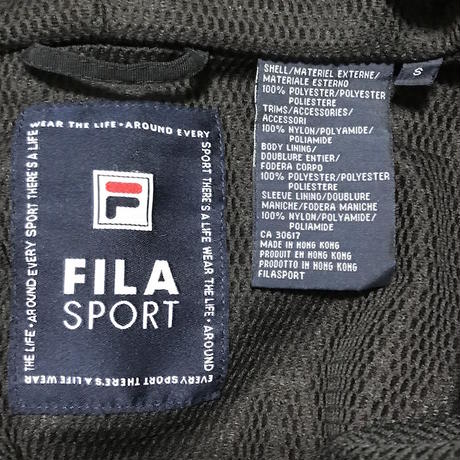 WEAR THE LIFE • AROUND EVERY
SPORT THERE'S A LIFE WEAR THE LIFE •
AROUND
EVERY SPORT THERE'S A LIFE WEAR
THE LIFE • AROUND EVERY SPORT THERE'S A LIFE
F
FILA
SPORT
SHELL/MATERIEL EXTERNE/
MATERIALE ESTERNO
100% POLYESTER/POLYESTER
POLIESTERE
TRIMS/ACCESSORIES/
ACCESSORI
100% NYLON/POLYAMIDE/
POLIAMIDE
BODY LINING/
DOUBLURE ENTIER/
FODERA CORPO
100% POLYESTER/POLYESTER
POLIESTERE
SLEEVE LINING/DOUBLURE
MANICHE/FODERA MANICHE
100% NYLON/POLYAMIDE/
POLIAMIDE
CA 30617
MADE IN HONG KONG
PRODUIT EN HONG KONG
PRODOTTO IN HONG KONG
FILASPORT
S